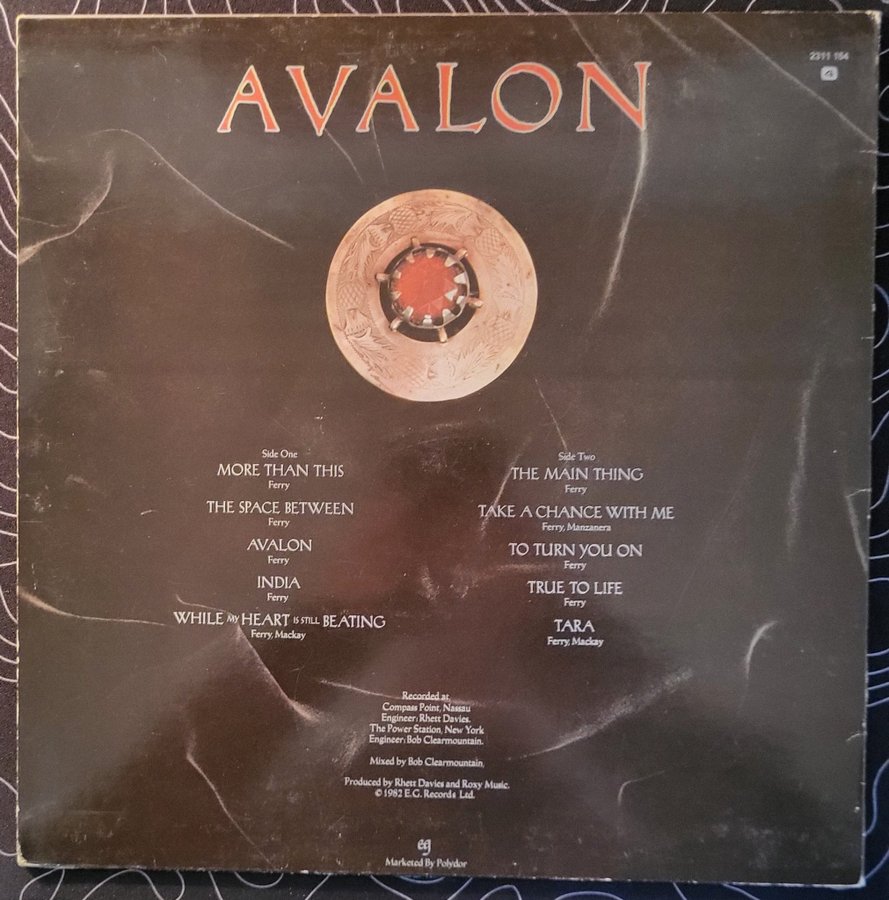 AVALON
2311 154
Side One
MORE THAN THIS
Ferry
THE SPACE BETWEEN
Ferry
AVALON
Ferry
INDIA
Ferry
WHILE MY HEART IS STILL BEATING
Ferry, Mackay
Side Two
THE MAIN THING
Ferry
TAKE A CHANCE WITH ME
Ferry, Manzanera
TO TURN YOU ON
Ferry
TRUE TO LIFE
Ferry
TARA
Ferry, Mackay
Recorded at,
Compass Point, Nassau
Engineer: Rhett Davies.
The Power Station, New York
Engineer: Bob Clearmountain.
Mixed by Bob Clearmountain,
Produced by Rhett Davies and Roxy Music.
© 1982 E.G. Records Ltd.
eg
Marketed By Polydor